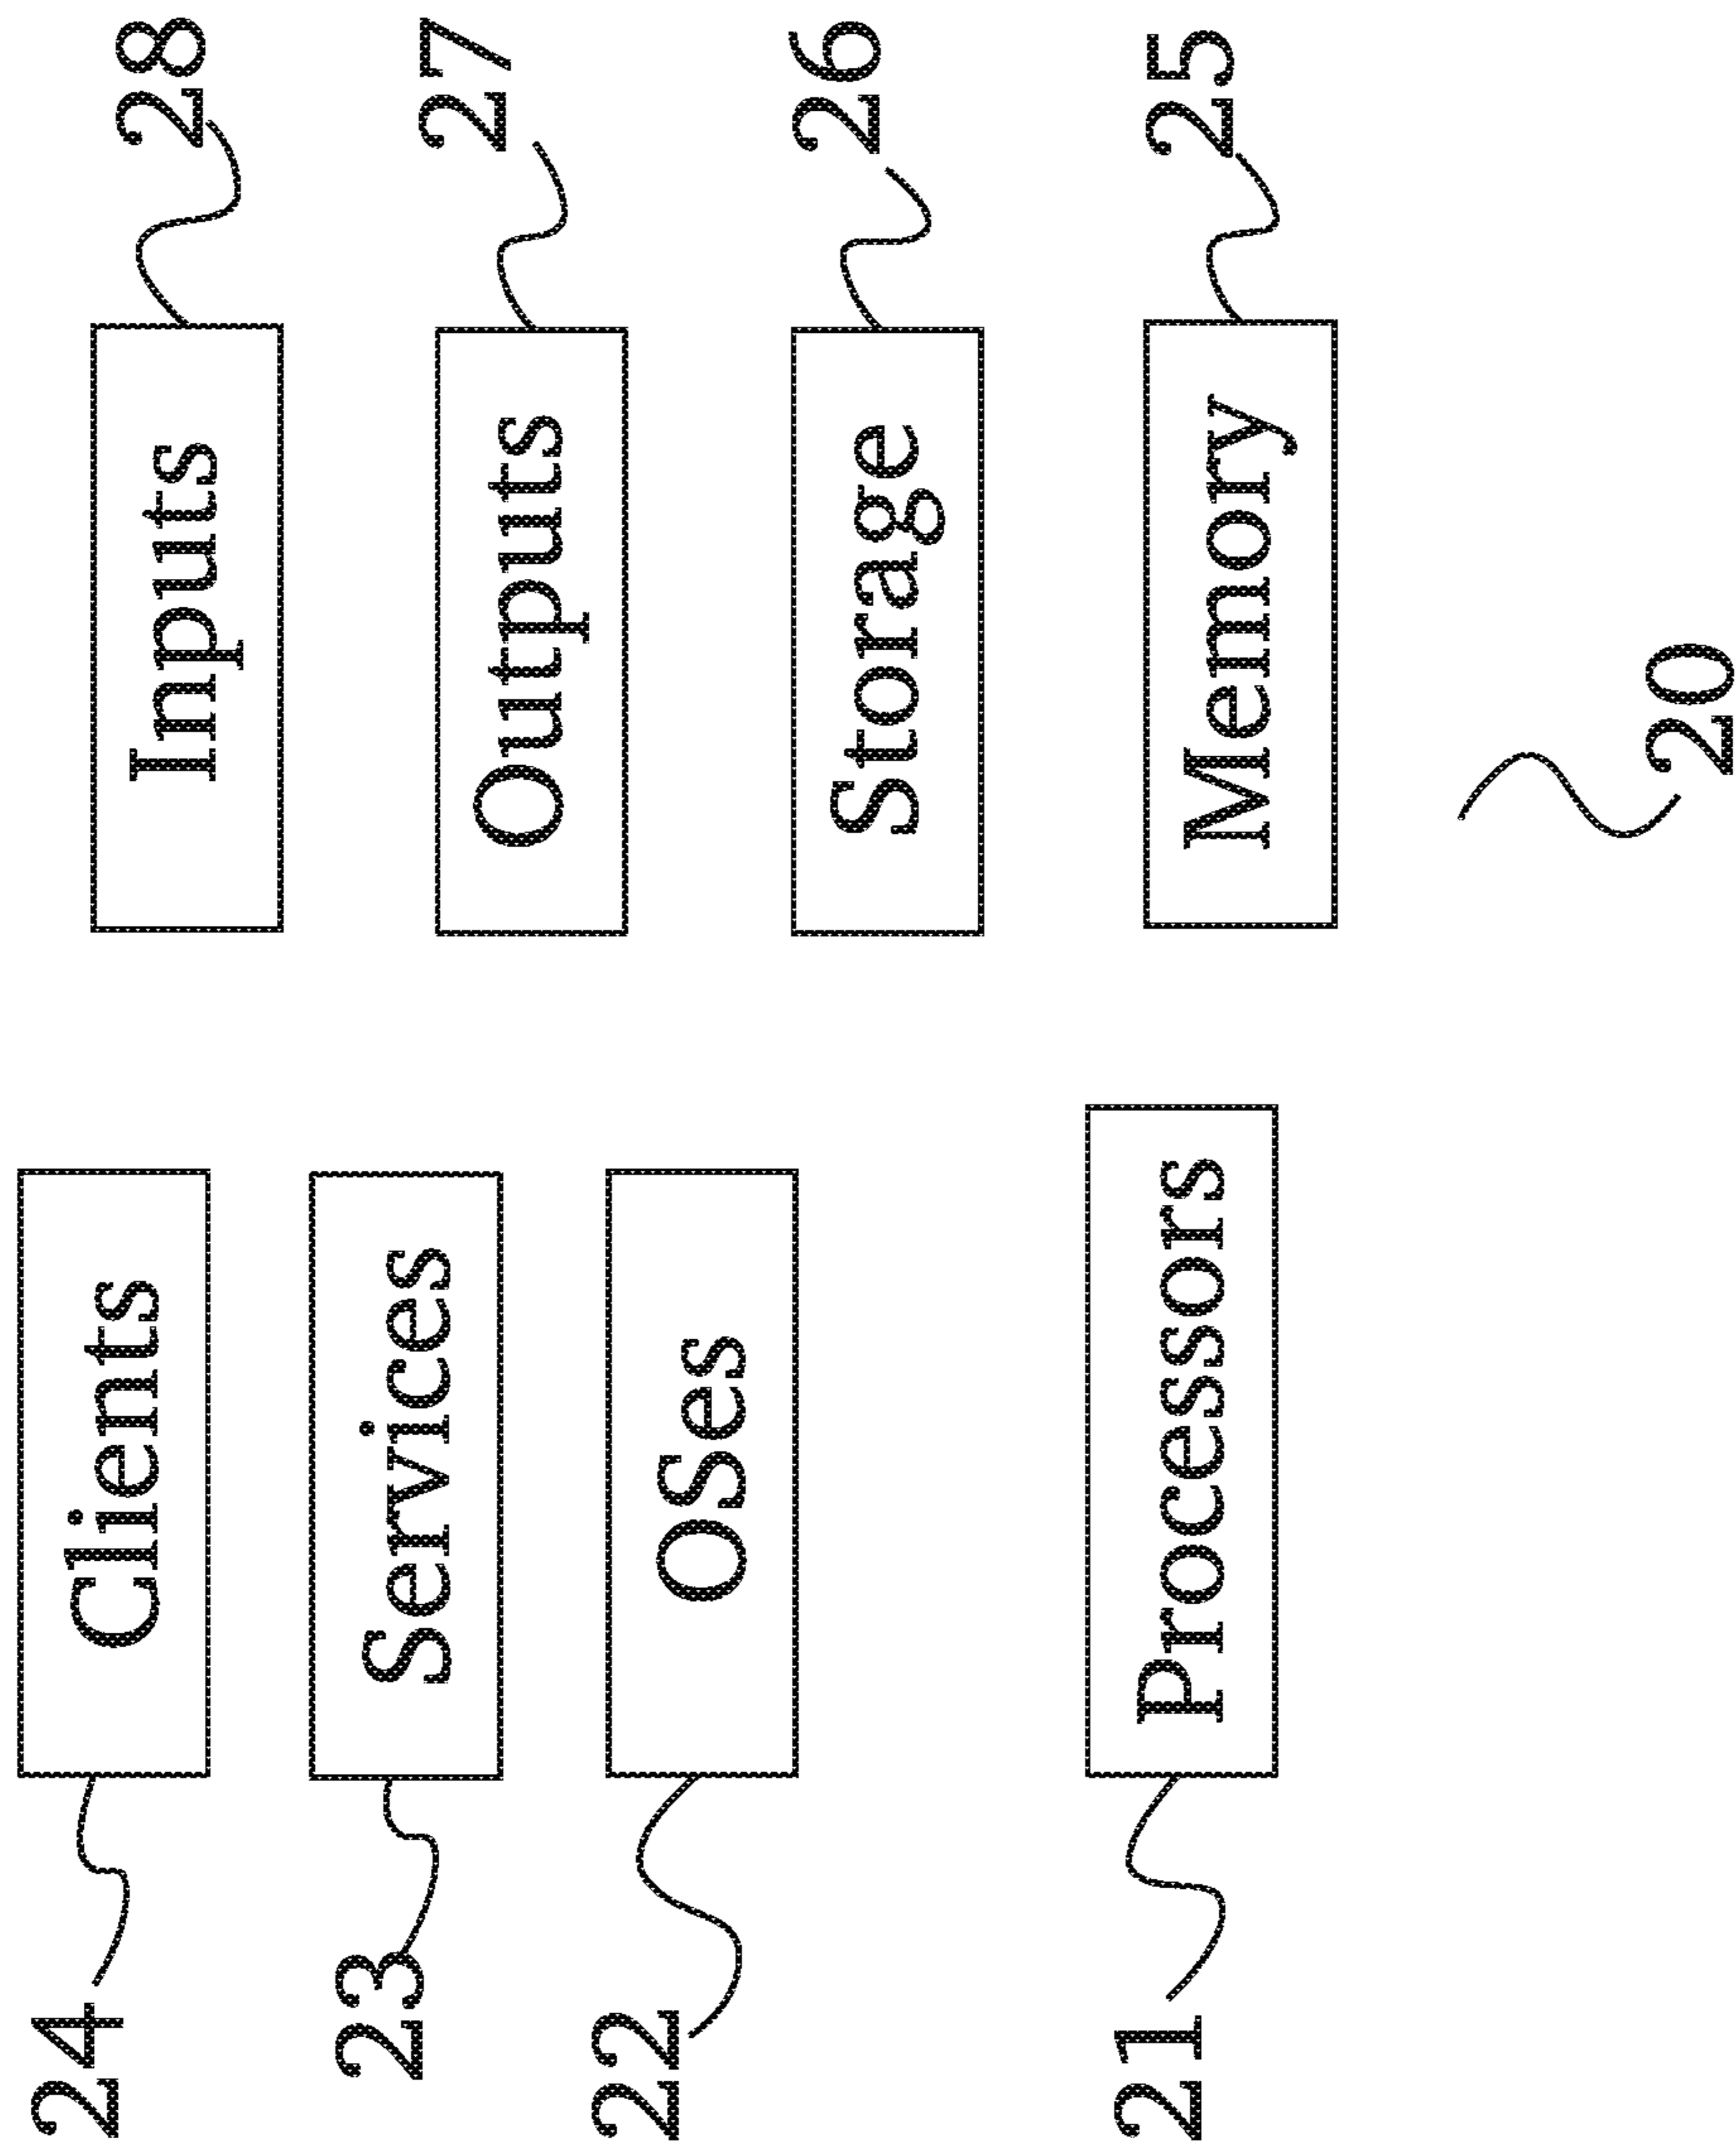 24 Clients
Inputs 28
23 Services
Outputs 27
22 OSes
Storage 26
21 Processors
Memory 25
20